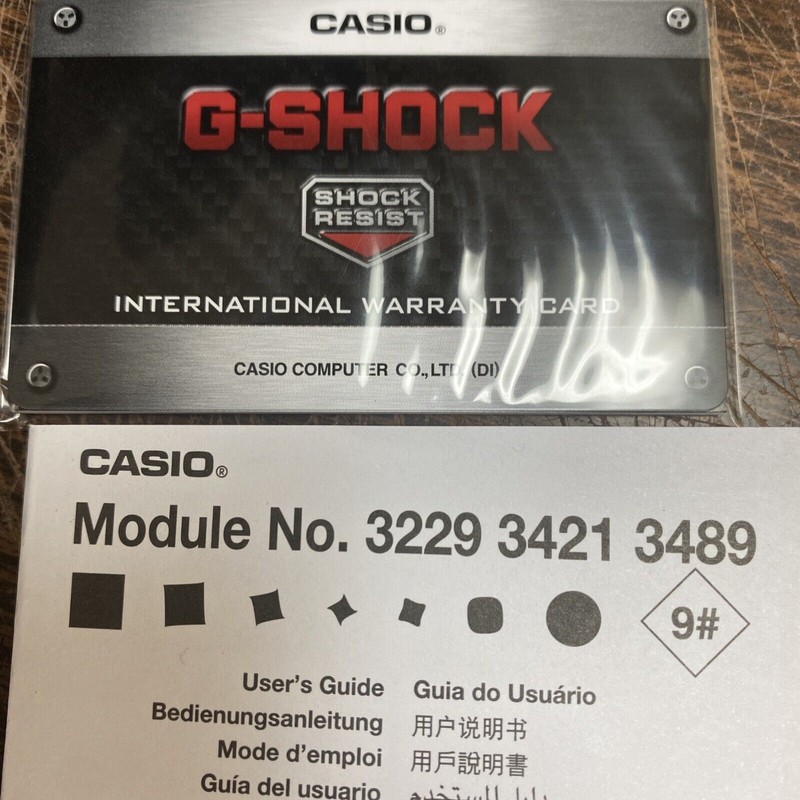 CASIO®
G-SHOCK
SHOCK
RESIST
INTERNATIONAL WARRANTY CARD
CASIO COMPUTER CO.,LTD. (DI)
CASIO®
Module No. 3229 3421 3489
9#
User's Guide Guia do Usuário
Bedienungsanleitung 用户说明书
Mode d'emploi 用戶說明書
Guía del usuario دليل المستخدم